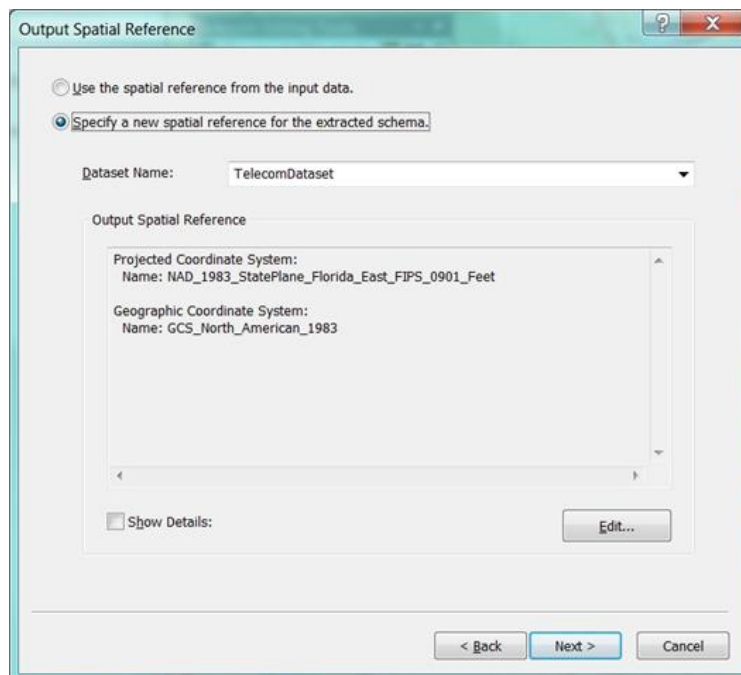 Output Spatial Reference
?
X
Use the spatial reference from the input data.
Specify a new spatial reference for the extracted schema.
Dataset Name:
TelecomDataset
Output Spatial Reference
Projected Coordinate System:
Name: NAD_1983_StatePlane_Florida_East_FIPS_0901_Feet
Geographic Coordinate System:
Name: GCS_North_American_1983
Show Details:
Edit...
< Back
Next >
Cancel